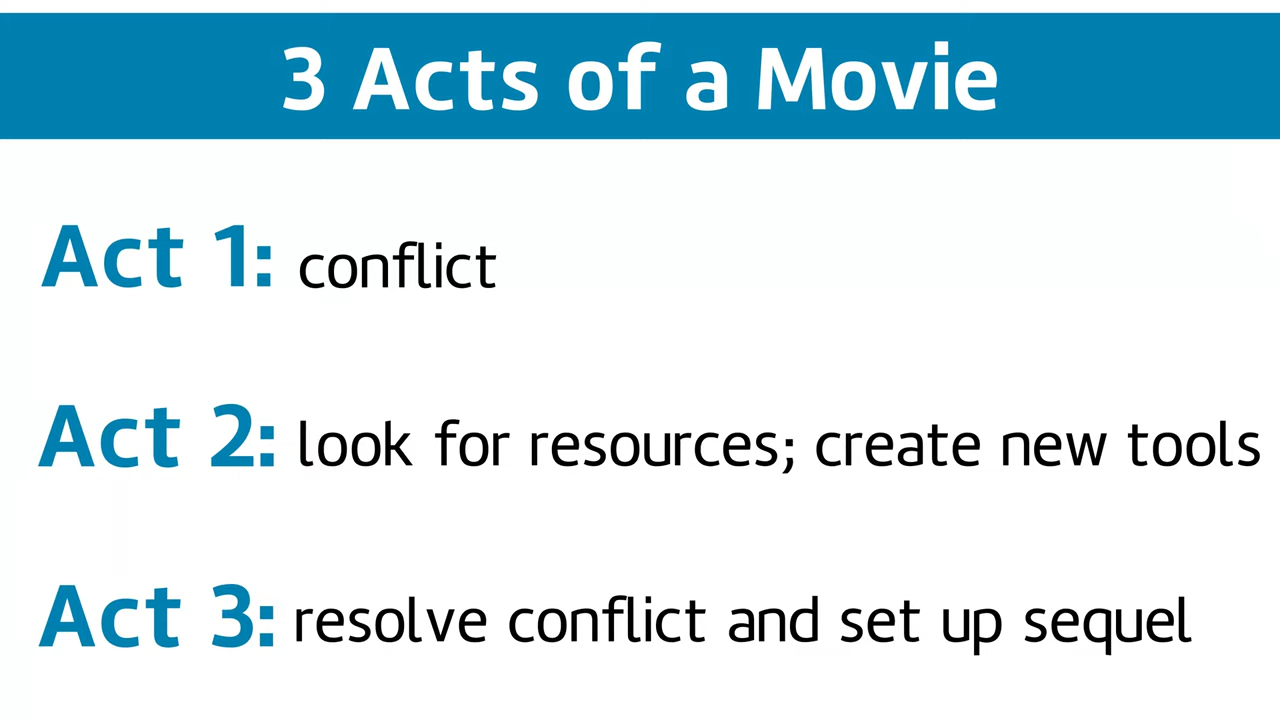 3 Acts of a Movie
Act 1: conflict
Act 2: look for resources; create new tools
Act 3: resolve conflict and set up sequel